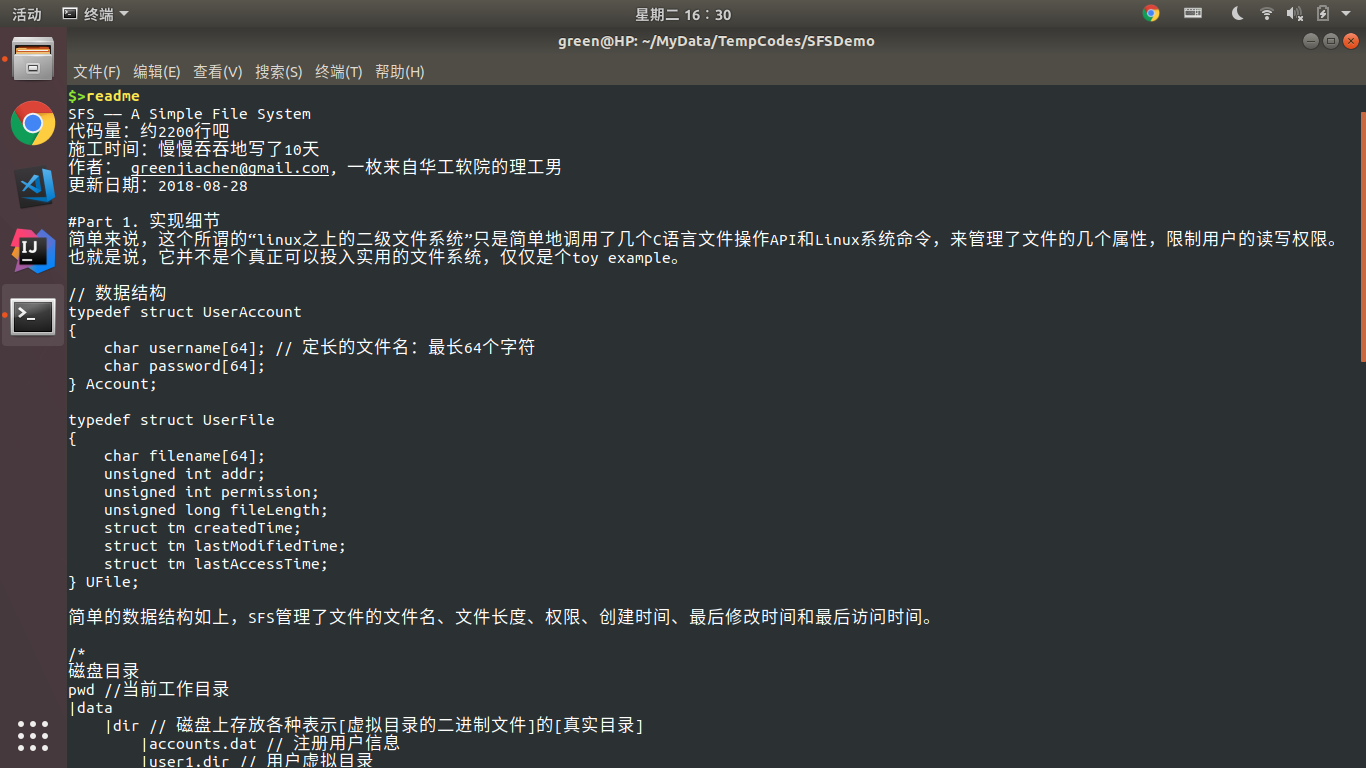 活动 终端 星期二 16：30
green@HP: ~/MyData/TempCodes/SFSDemo
文件(F) 编辑(E) 查看(V) 搜索(S) 终端(T) 帮助(H)
$>readme
SFS —— A Simple File System
代码量：约2200行吧
施工时间：慢慢吞吞地写了10天
作者： greenjiachen@gmail.com，一枚来自华工软院的理工男
更新日期：2018-08-28
#Part 1. 实现细节
简单来说，这个所谓的“linux之上的二级文件系统”只是简单地调用了几个C语言文件操作API和Linux系统命令，来管理了文件的几个属性，限制用户的读写权限。
也就是说，它并不是个真正可以投入实用的文件系统，仅仅是个toy example。
// 数据结构
typedef struct UserAccount
{
    char username[64]; // 定长的文件名：最长64个字符
    char password[64];
} Account;
typedef struct UserFile
{
    char filename[64];
    unsigned int addr;
    unsigned int permission;
    unsigned long fileLength;
    struct tm createdTime;
    struct tm lastModifiedTime;
    struct tm lastAccessTime;
} UFile;
简单的数据结构如上，SFS管理了文件的文件名、文件长度、权限、创建时间、最后修改时间和最后访问时间。
/*
磁盘目录
pwd //当前工作目录
|data
    |dir // 磁盘上存放各种表示[虚拟目录的二进制文件]的[真实目录]
        |accounts.dat // 注册用户信息
        |user1.dir // 用户虚拟目录
IJ
>_